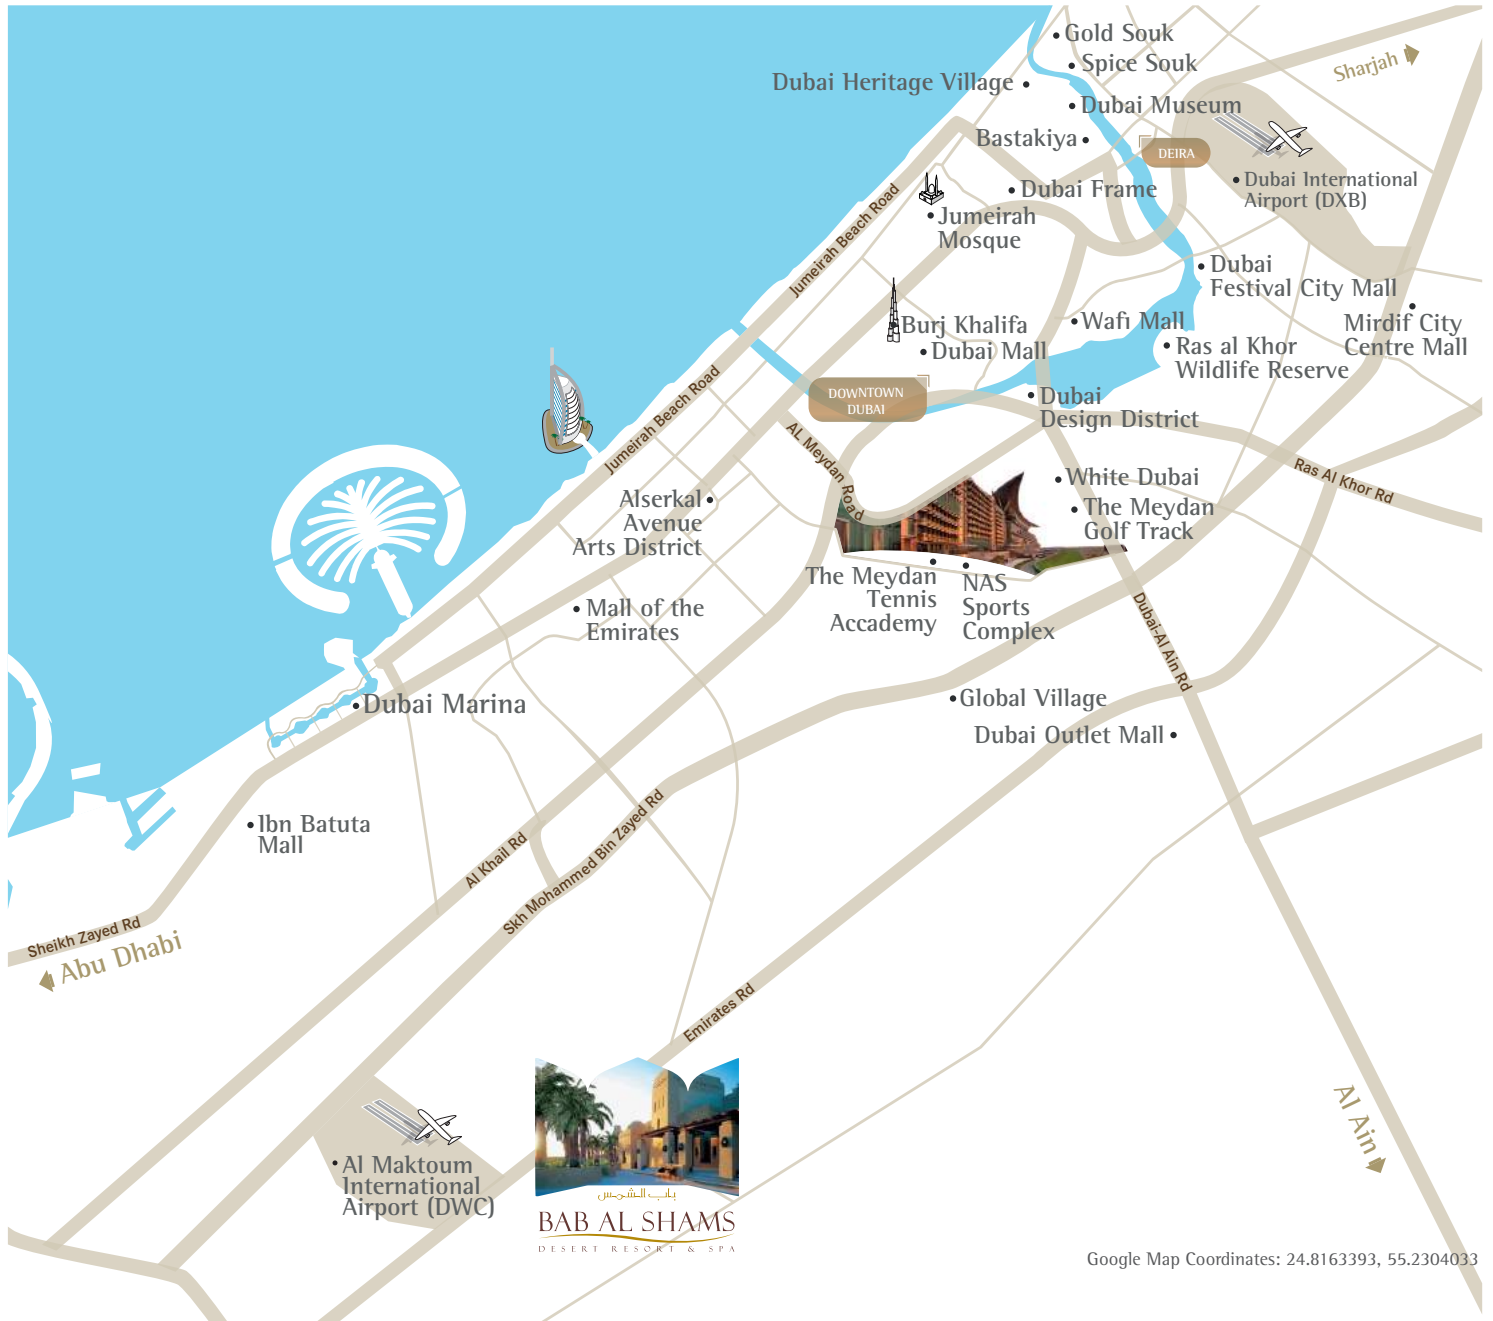 Gold Souk
Spice Souk
Sharjah
Dubai Heritage Village
Dubai Museum
Bastakiya
DEIRA
Dubai International
Airport (DXB)
Dubai Frame
Jumeirah
Mosque
Jumeirah Beach Road
Dubai
Festival City Mall
Burj Khalifa
Wafi Mall
Mirdif City
Centre Mall
Dubai Mall
Ras al Khor
Wildlife Reserve
DOWNTOWN
DUBAI
Dubai
Design District
Jumeirah Beach Road
AL Meydan Road
Ras Al Khor Rd
White Dubai
Alserkal
Avenue
Arts District
The Meydan
Golf Track
The Meydan
Tennis
Accademy
NAS
Sports
Complex
Mall of the
Emirates
Dubai-Al Ain Rd
Dubai Marina
Global Village
Dubai Outlet Mall
Ibn Batuta
Mall
Al Khail Rd
Skh Mohammed Bin Zayed Rd
Sheikh Zayed Rd
Abu Dhabi
Emirates Rd
Al Ain
Al Maktoum
International
Airport (DWC)
باب الشمس
BAB AL SHAMS
DESERT RESORT & SPA
Google Map Coordinates: 24.8163393, 55.2304033